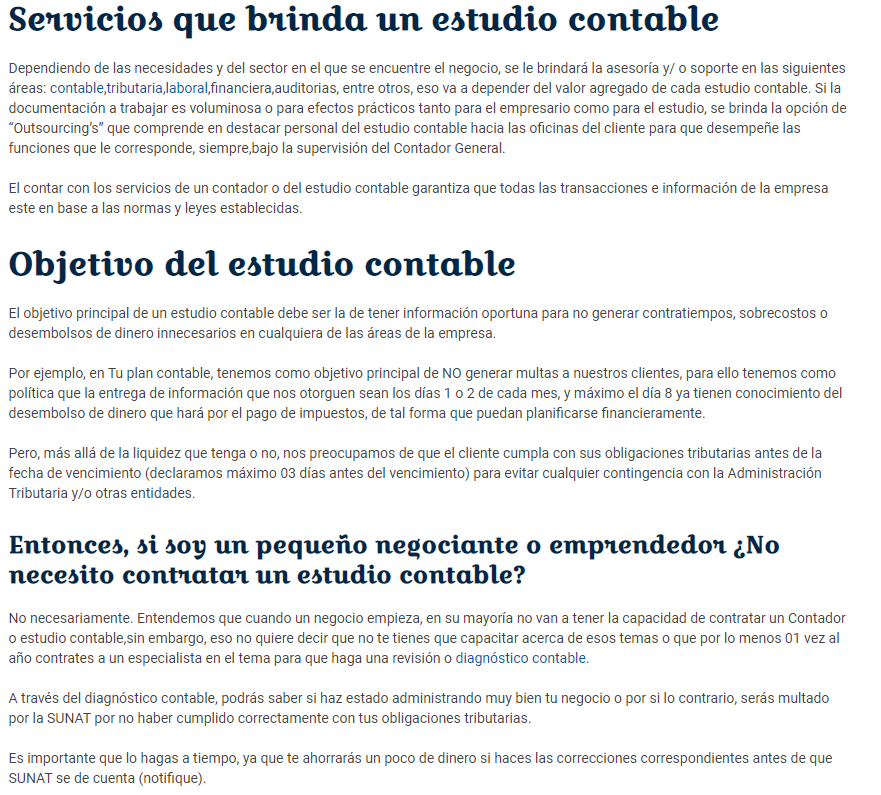 Servicios que brinda un estudio contable
Dependiendo de las necesidades y del sector en el que se encuentre el negocio, se le brindará la asesoría y/ o soporte en las siguientes
áreas: contable,tributaria,laboral,financiera,auditorias, entre otros, eso va a depender del valor agregado de cada estudio contable. Si la
documentación a trabajar es voluminosa o para efectos prácticos tanto para el empresario como para el estudio, se brinda la opción de
“Outsourcing’s” que comprende en destacar personal del estudio contable hacia las oficinas del cliente para que desempeñe las
funciones que le corresponde, siempre,bajo la supervisión del Contador General.
El contar con los servicios de un contador o del estudio contable garantiza que todas las transacciones e información de la empresa
este en base a las normas y leyes establecidas.
Objetivo del estudio contable
El objetivo principal de un estudio contable debe ser la de tener información oportuna para no generar contratiempos, sobrecostos o
desembolsos de dinero innecesarios en cualquiera de las áreas de la empresa.
Por ejemplo, en Tu plan contable, tenemos como objetivo principal de NO generar multas a nuestros clientes, para ello tenemos como
política que la entrega de información que nos otorguen sean los días 1 o 2 de cada mes, y máximo el día 8 ya tienen conocimiento del
desembolso de dinero que hará por el pago de impuestos, de tal forma que puedan planificarse financieramente.
Pero, más allá de la liquidez que tenga o no, nos preocupamos de que el cliente cumpla con sus obligaciones tributarias antes de la
fecha de vencimiento (declaramos máximo 03 días antes del vencimiento) para evitar cualquier contingencia con la Administración
Tributaria y/o otras entidades.
Entonces, si soy un pequeño negociante o emprendedor ¿No
necesito contratar un estudio contable?
No necesariamente. Entendemos que cuando un negocio empieza, en su mayoría no van a tener la capacidad de contratar un Contador
o estudio contable,sin embargo, eso no quiere decir que no te tienes que capacitar acerca de esos temas o que por lo menos 01 vez al
año contrates a un especialista en el tema para que haga una revisión o diagnóstico contable.
A través del diagnóstico contable, podrás saber si haz estado administrando muy bien tu negocio o por si lo contrario, serás multado
por la SUNAT por no haber cumplido correctamente con tus obligaciones tributarias.
Es importante que lo hagas a tiempo, ya que te ahorrarás un poco de dinero si haces las correcciones correspondientes antes de que
SUNAT se de cuenta (notifique).